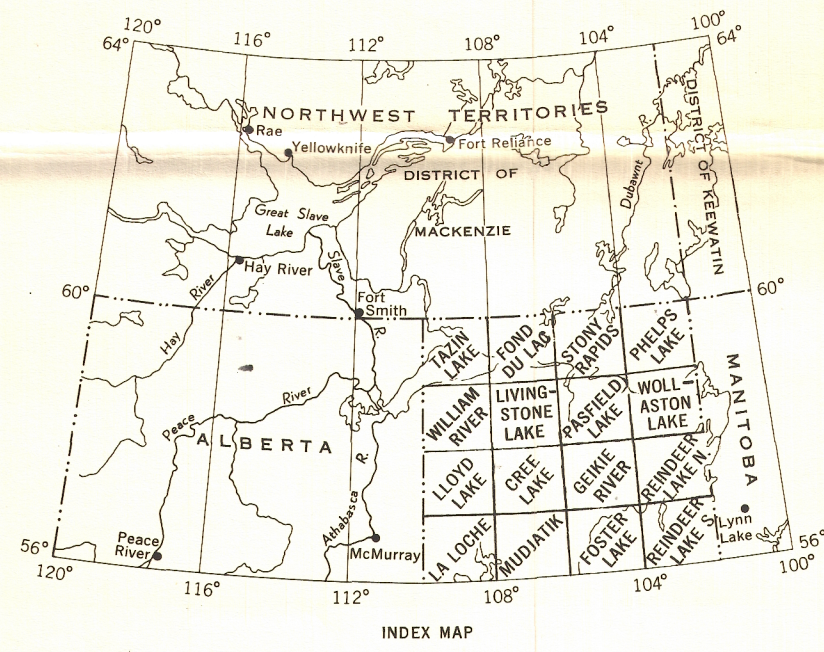 120°
116°
112°
108°
104°
100°
64°
64°
NORTHWEST TERRITORIES
Rae
Yellowknife
Fort Reliance
DISTRICT OF
MACKENZIE
DISTRICT OF KEEWATIN
Dubawnt R.
Great Slave
Lake
Hay River
Slave
R.
Fort
Smith
60°
60°
Hay
River
TAZIN
LAKE
FOND
DU LAC
STONY
RAPIDS
PHELPS
LAKE
WILLIAM
RIVER
LIVING-
STONE
LAKE
PASFIELD
LAKE
WOLL-
ASTON
LAKE
MANITOBA
Peace
River
ALBERTA
LLOYD
LAKE
CREE
LAKE
GEIKIE
RIVER
REINDEER
LAKE N.
Athabasca
R.
Peace
River
McMurray
LA LOCHE
MUDJATIK
FOSTER
LAKE
REINDEER
LAKE S.
Lynn
Lake
56°
56°
120°
116°
112°
108°
104°
100°
INDEX MAP